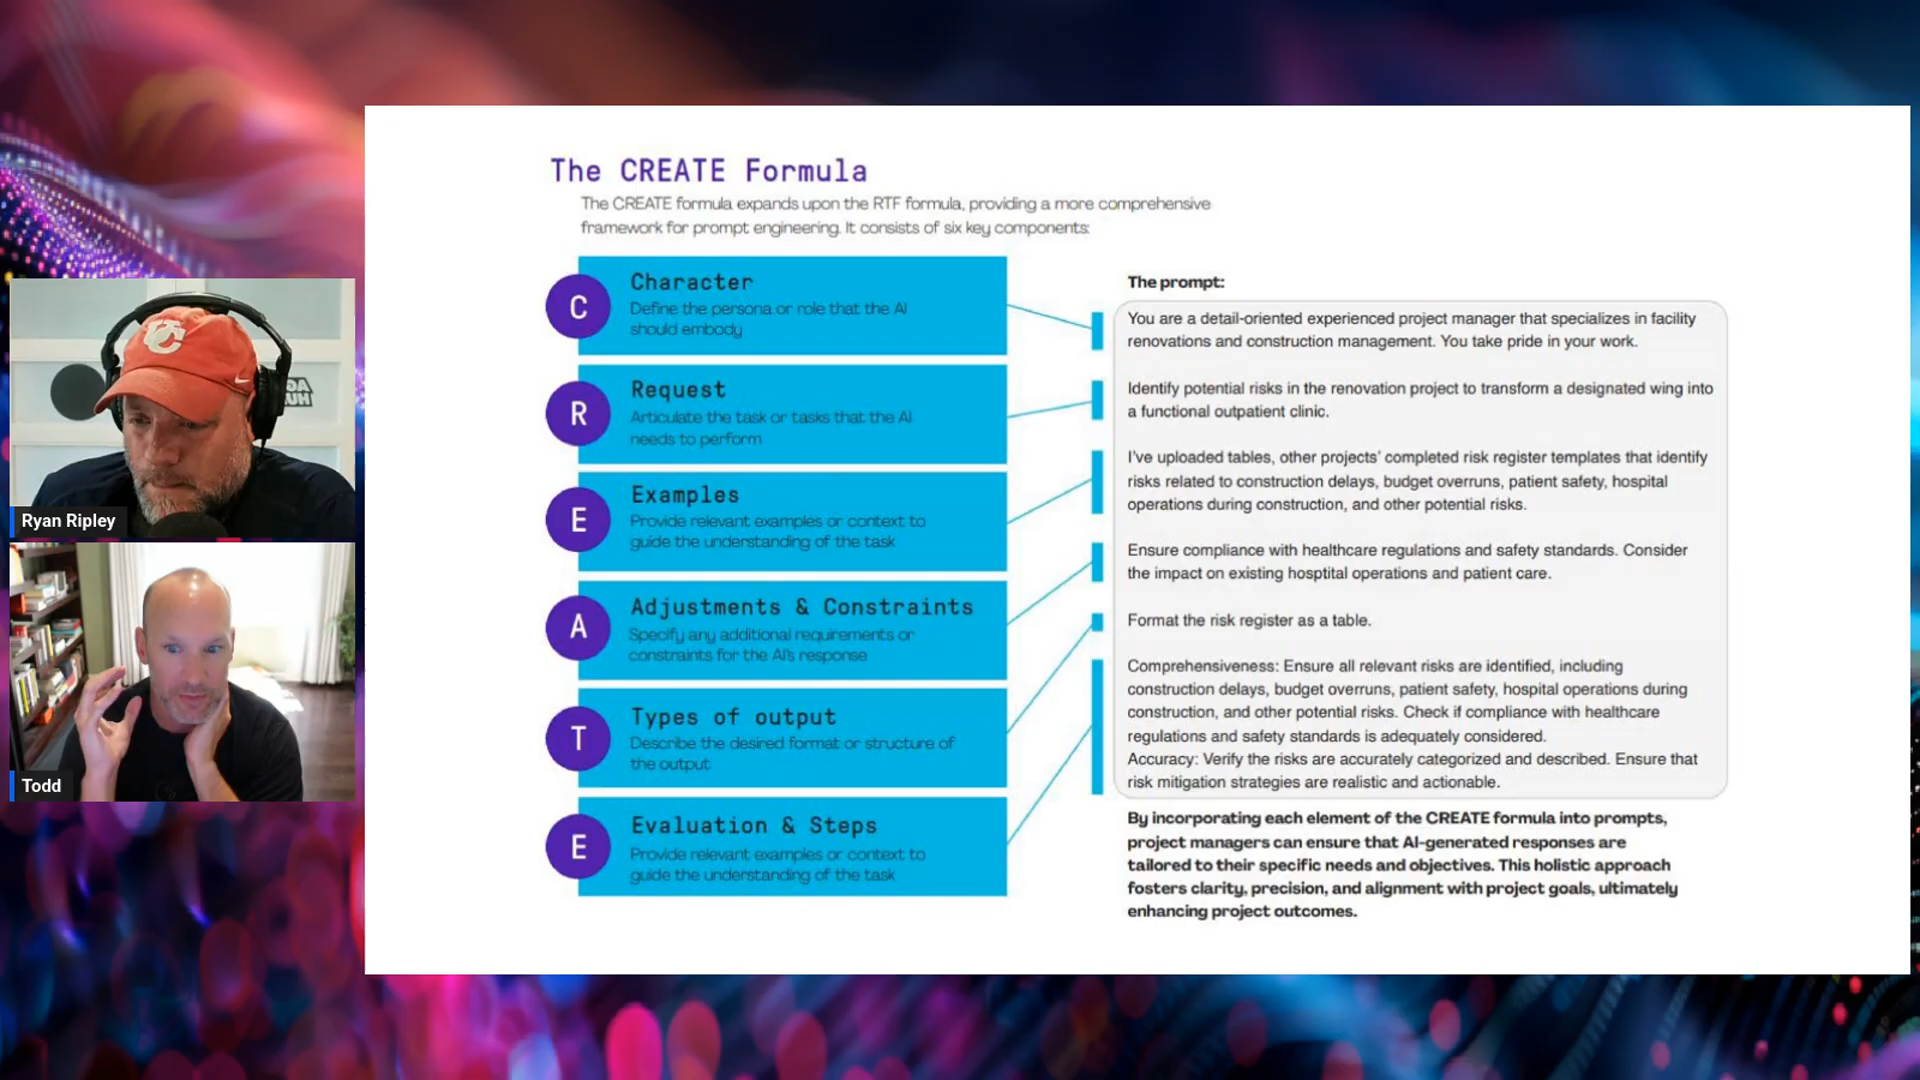 The CREATE Formula
The CREATE formula expands upon the RTF formula, providing a more comprehensive
framework for prompt engineering. It consists of six key components:
C
Character
Define the persona or role that the AI
should embody
R
Request
Articulate the task or tasks that the AI
needs to perform
E
Examples
Provide relevant examples or context to
guide the understanding of the task
A
Adjustments & Constraints
Specify any additional requirements or
constraints for the AI's response
T
Types of output
Describe the desired format or structure of
the output
E
Evaluation & Steps
Provide relevant examples or context to
guide the understanding of the task
The prompt:
You are a detail-oriented experienced project manager that specializes in facility
renovations and construction management. You take pride in your work.
Identify potential risks in the renovation project to transform a designated wing into
a functional outpatient clinic.
I've uploaded tables, other projects' completed risk register templates that identify
risks related to construction delays, budget overruns, patient safety, hospital
operations during construction, and other potential risks.
Ensure compliance with healthcare regulations and safety standards. Consider
the impact on existing hosptital operations and patient care.
Format the risk register as a table.
Comprehensiveness: Ensure all relevant risks are identified, including
construction delays, budget overruns, patient safety, hospital operations during
construction, and other potential risks. Check if compliance with healthcare
regulations and safety standards is adequately considered.
Accuracy: Verify the risks are accurately categorized and described. Ensure that
risk mitigation strategies are realistic and actionable.
By incorporating each element of the CREATE formula into prompts,
project managers can ensure that AI-generated responses are
tailored to their specific needs and objectives. This holistic approach
fosters clarity, precision, and alignment with project goals, ultimately
enhancing project outcomes.
UC
Ryan Ripley
Todd